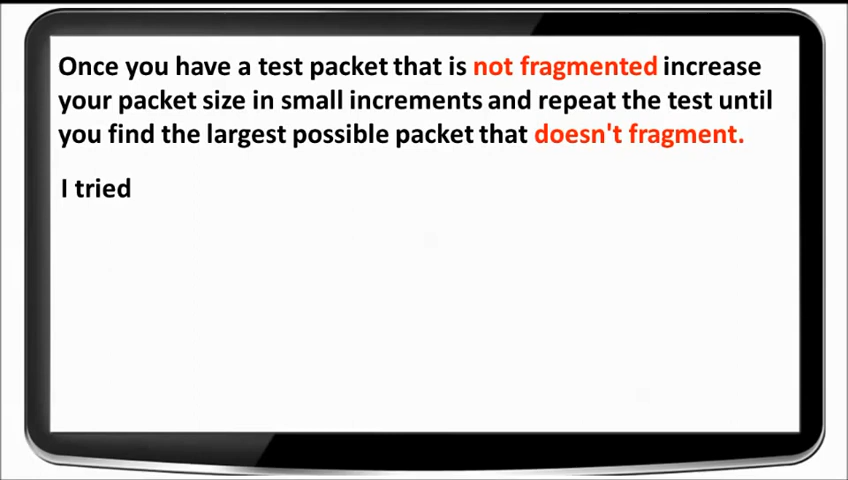 Once you have a test packet that is not fragmented increase
your packet size in small increments and repeat the test until
you find the largest possible packet that doesn't fragment.
I tried